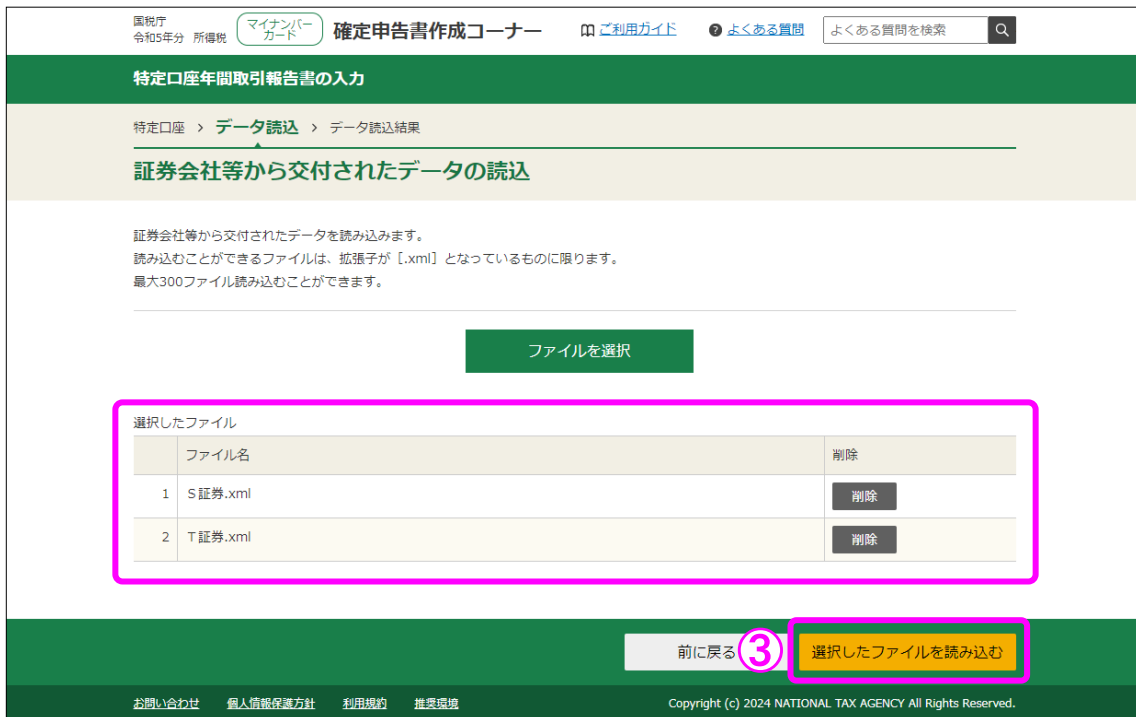 国税庁
令和5年分 所得税
マイナンバー
カード
確定申告書作成コーナー
ご利用ガイド
? よくある質問
よくある質問を検索
特定口座年間取引報告書の入力
特定口座 > データ読込 > データ読込結果
証券会社等から交付されたデータの読込
証券会社等から交付されたデータを読み込みます。
読み込むことができるファイルは、拡張子が［.xml］となっているものに限ります。
最大300ファイル読み込むことができます。
ファイルを選択
選択したファイル
ファイル名 削除
1 Ｓ証券.xml 削除
2 Ｔ証券.xml 削除
前に戻る ③ 選択したファイルを読み込む
お問い合わせ 個人情報保護方針 利用規約 推奨環境 Copyright (c) 2024 NATIONAL TAX AGENCY All Rights Reserved.